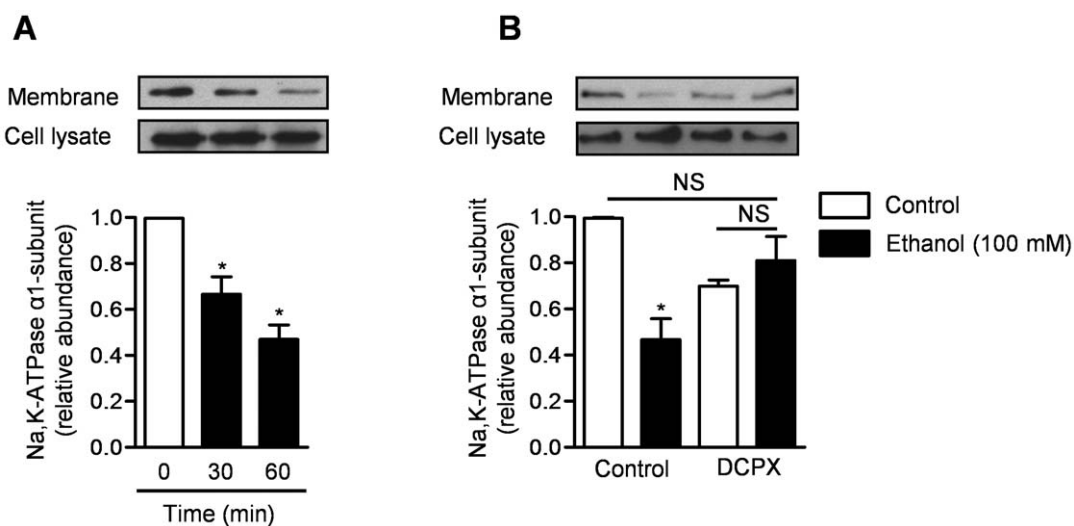 A
Membrane
Cell lysate
Na,K-ATPase α1-subunit
(relative abundance)
1.0
0.8
0.6
0.4
0.2
0.0
*
*
0 30 60
Time (min)
B
Membrane
Cell lysate
Na,K-ATPase α1-subunit
(relative abundance)
1.0
0.8
0.6
0.4
0.2
0.0
NS
NS
*
Control DCPX
Control
Ethanol (100 mM)